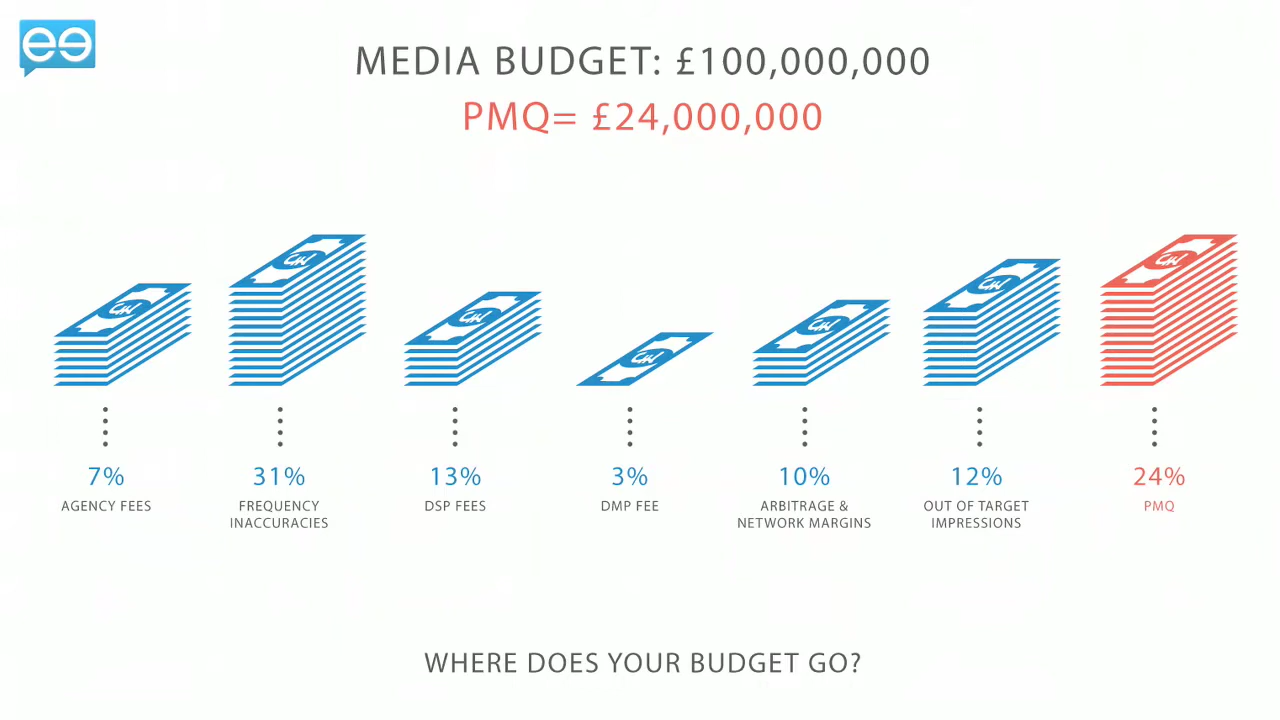 MEDIA BUDGET: £100,000,000
PMQ= £24,000,000
7%
AGENCY FEES
31%
FREQUENCY
INACCURACIES
13%
DSP FEES
3%
DMP FEE
10%
ARBITRAGE &
NETWORK MARGINS
12%
OUT OF TARGET
IMPRESSIONS
24%
PMQ
WHERE DOES YOUR BUDGET GO?